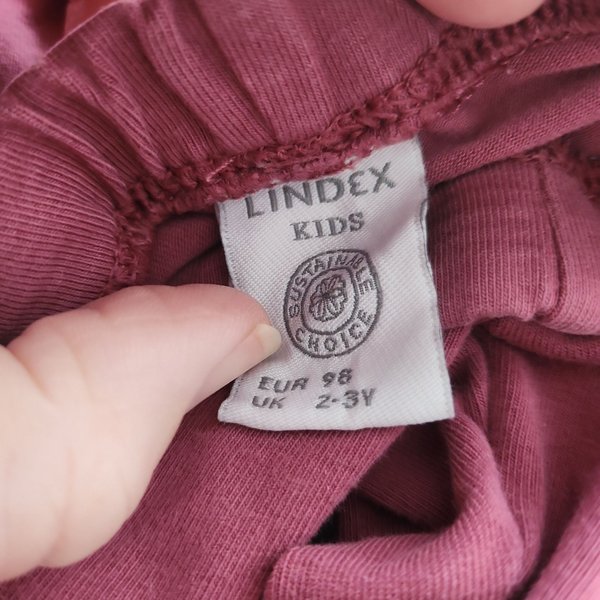 LINDEX
KIDS
SUSTAINABLE
CHOICE
EUR 98
UK 2-3Y